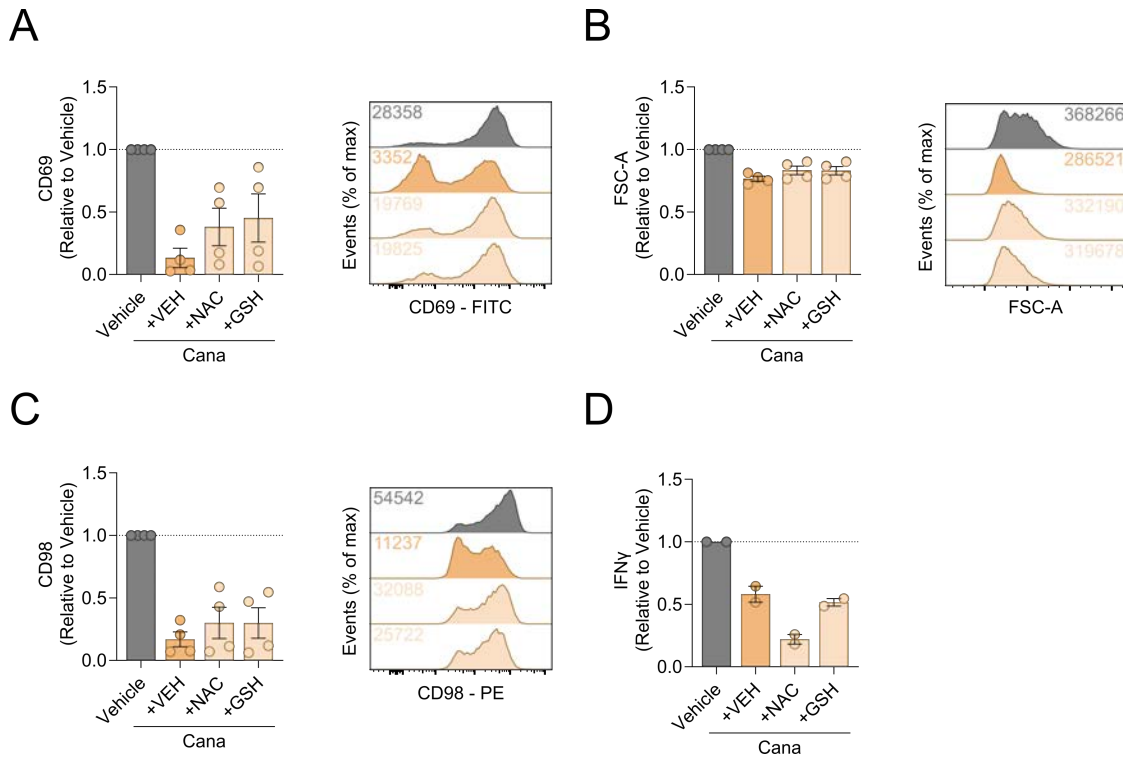 A
CD69
(Relative to Vehicle)
1.5
1.0
0.5
0.0
Vehicle
+VEH
+NAC
+GSH
Cana
Events (% of max)
28358
3352
19769
19825
CD69 - FITC
B
FSC-A
(Relative to Vehicle)
1.5
1.0
0.5
0.0
Vehicle
+VEH
+NAC
+GSH
Cana
Events (% of max)
368266
286521
332190
319678
FSC-A
C
CD98
(Relative to Vehicle)
1.5
1.0
0.5
0.0
Vehicle
+VEH
+NAC
+GSH
Cana
Events (% of max)
54542
11237
32088
25722
CD98 - PE
D
IFNγ
(Relative to Vehicle)
1.5
1.0
0.5
0.0
Vehicle
+VEH
+NAC
+GSH
Cana